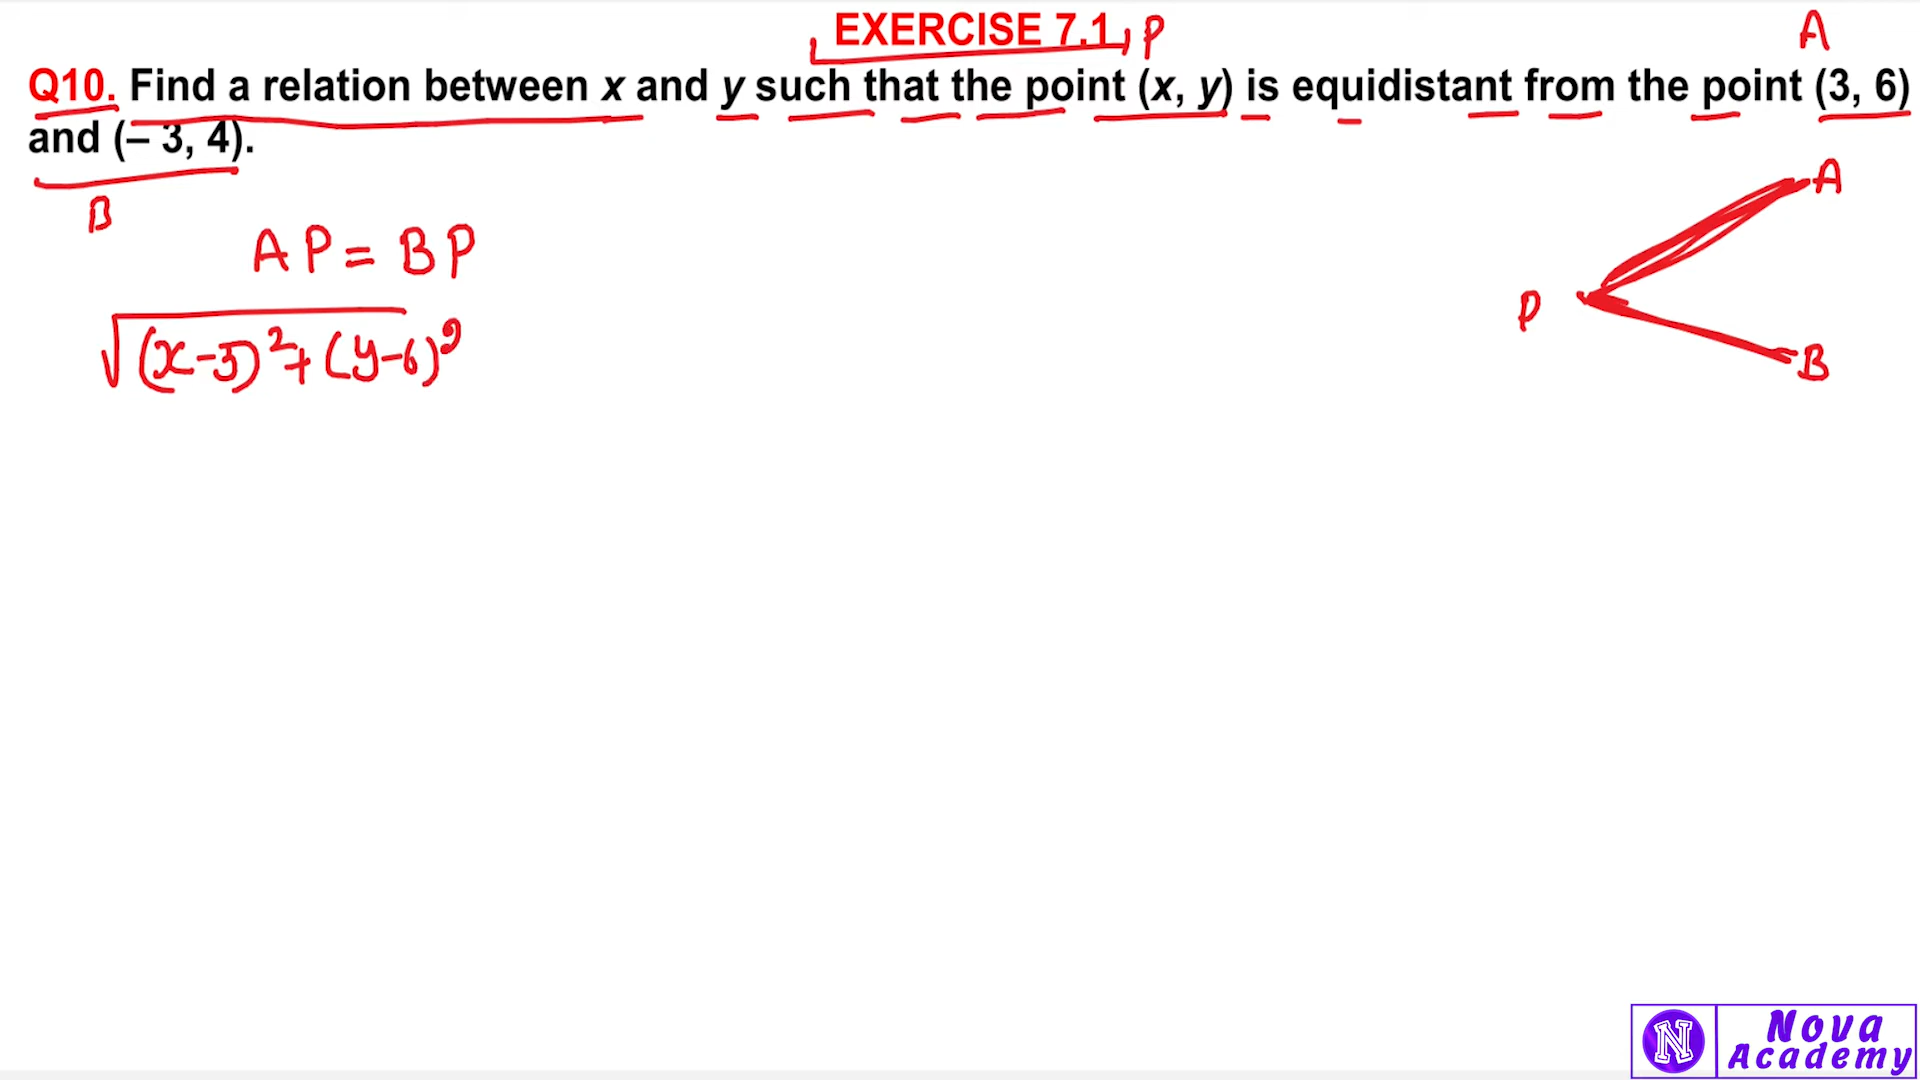 EXERCISE 7.1 P A
Q10. Find a relation between x and y such that the point (x, y) is equidistant from the point (3, 6)
and (– 3, 4).
B
A
AP = BP
P
√(x-3)²+(y-6)²
B
N
Nova
Academy